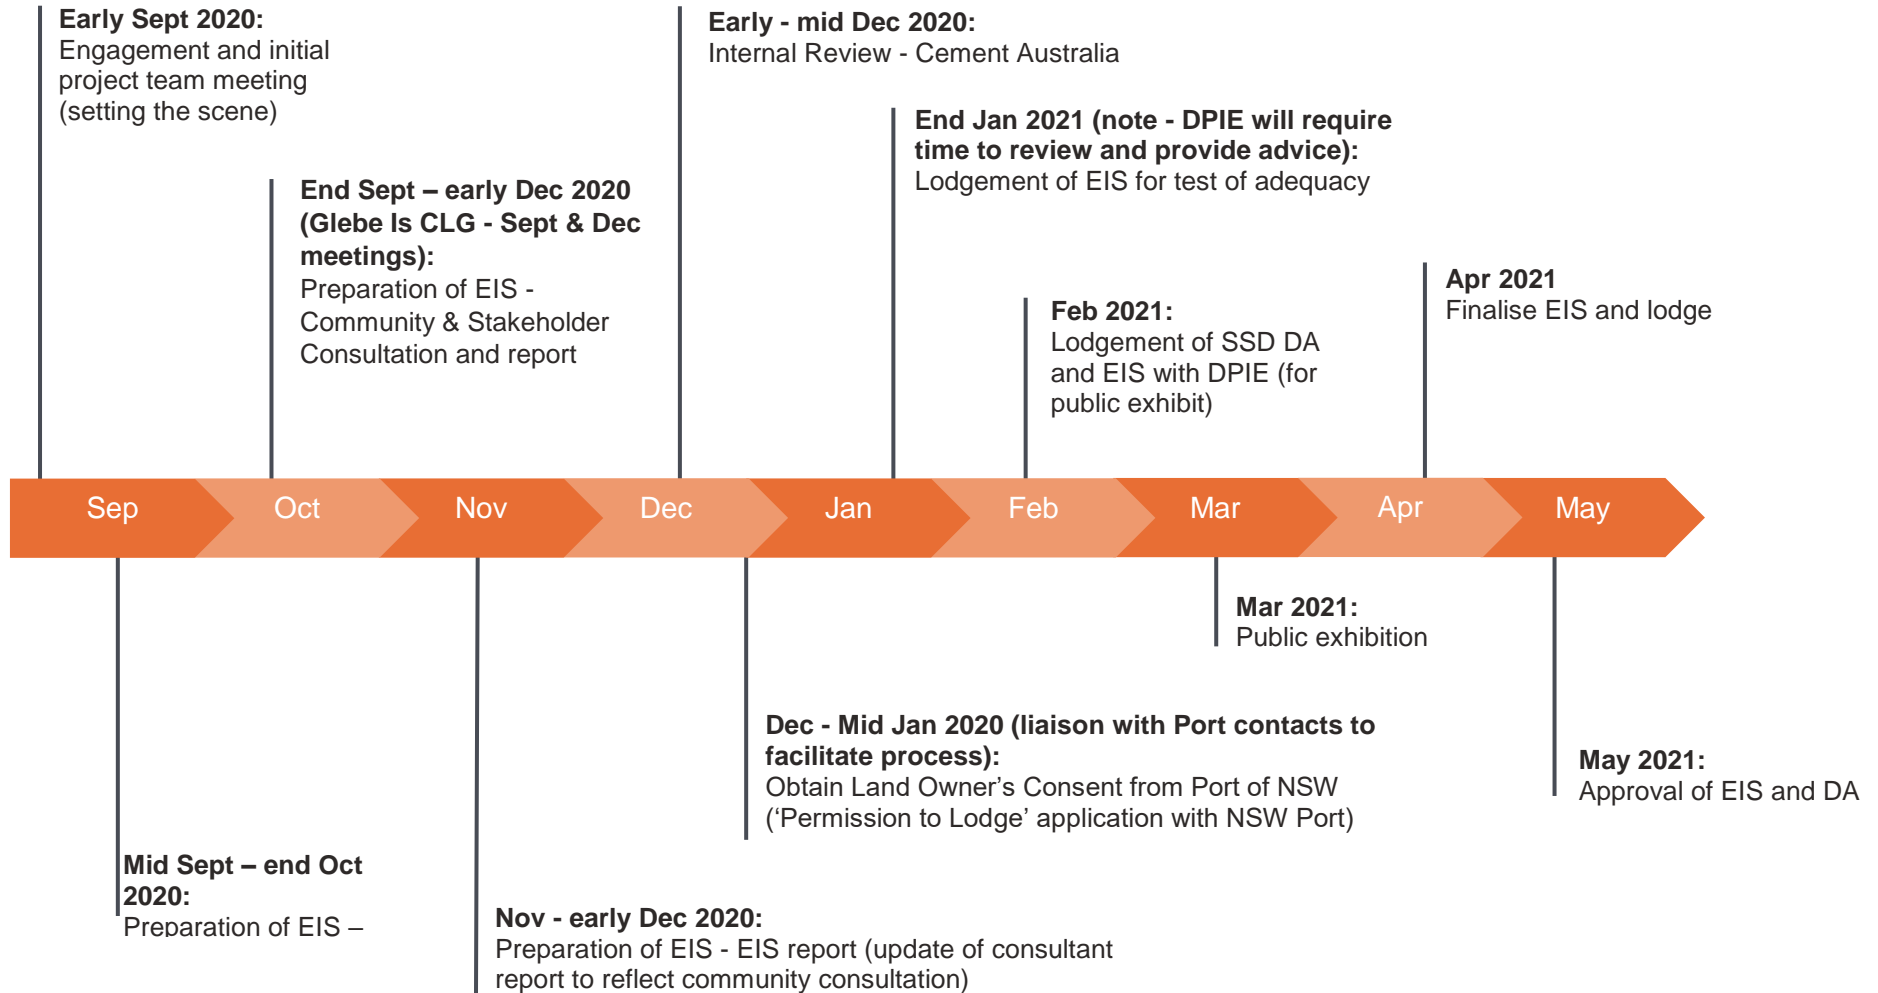 Early Sept 2020:
Engagement and initial
project team meeting
(setting the scene)
Early - mid Dec 2020:
Internal Review - Cement Australia
End Jan 2021 (note - DPIE will require
time to review and provide advice):
Lodgement of EIS for test of adequacy
End Sept – early Dec 2020
(Glebe Is CLG - Sept & Dec
meetings):
Preparation of EIS -
Community & Stakeholder
Consultation and report
Feb 2021:
Lodgement of SSD DA
and EIS with DPIE (for
public exhibit)
Apr 2021
Finalise EIS and lodge
Sep
Oct
Nov
Dec
Jan
Feb
Mar
Apr
May
Mar 2021:
Public exhibition
Dec - Mid Jan 2020 (liaison with Port contacts to
facilitate process):
Obtain Land Owner’s Consent from Port of NSW
(‘Permission to Lodge’ application with NSW Port)
May 2021:
Approval of EIS and DA
Mid Sept – end Oct
2020:
Preparation of EIS –
Nov - early Dec 2020:
Preparation of EIS - EIS report (update of consultant
report to reflect community consultation)